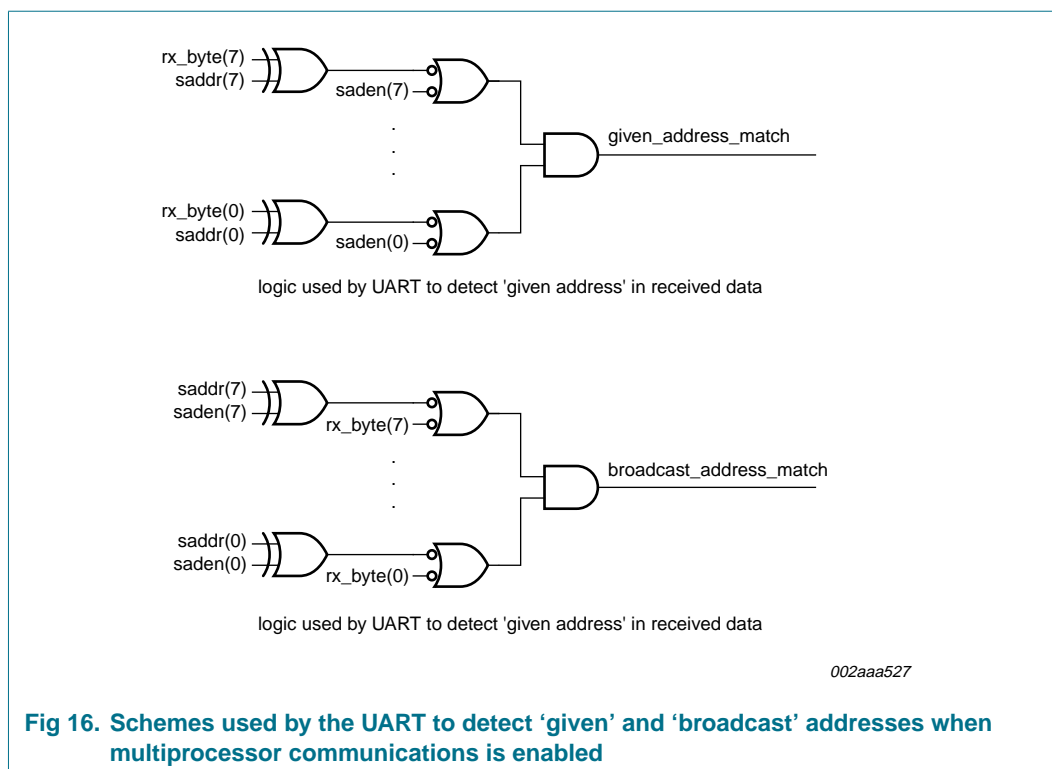 rx_byte(7)
saddr(7)
saden(7)
given_address_match
rx_byte(0)
saddr(0)
saden(0)
logic used by UART to detect 'given address' in received data
saddr(7)
saden(7)
rx_byte(7)
broadcast_address_match
saddr(0)
saden(0)
rx_byte(0)
logic used by UART to detect 'given address' in received data
002aaa527
Fig 16. Schemes used by the UART to detect ‘given’ and ‘broadcast’ addresses when
multiprocessor communications is enabled